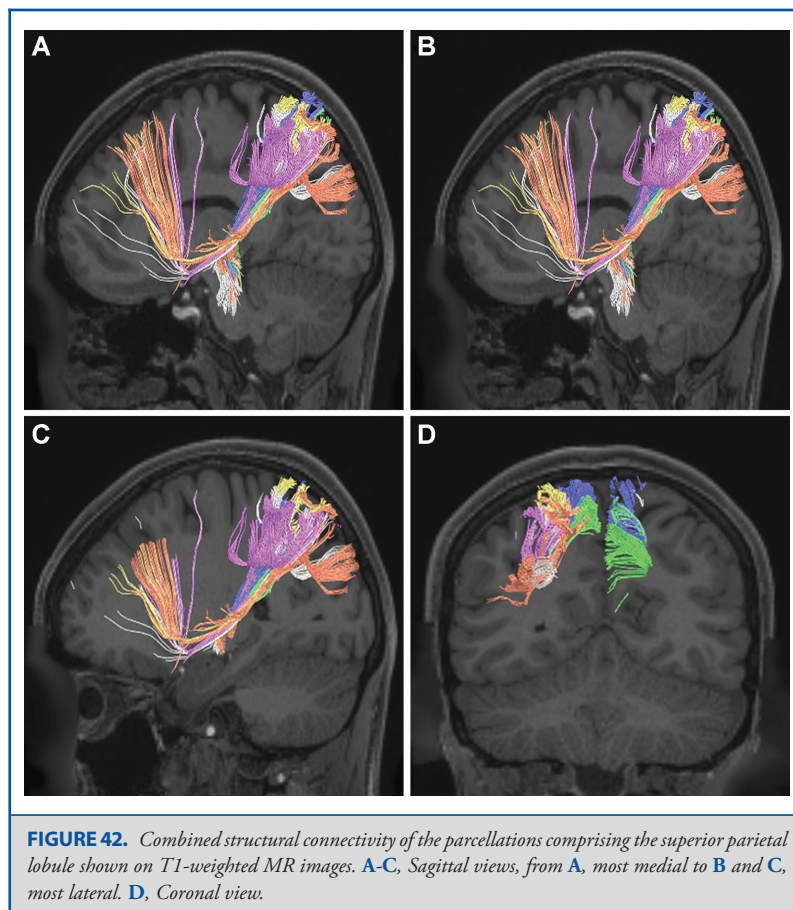 A
B
C
D
FIGURE 42. Combined structural connectivity of the parcellations comprising the superior parietal
lobule shown on T1-weighted MR images. A-C, Sagittal views, from A, most medial to B and C,
most lateral. D, Coronal view.